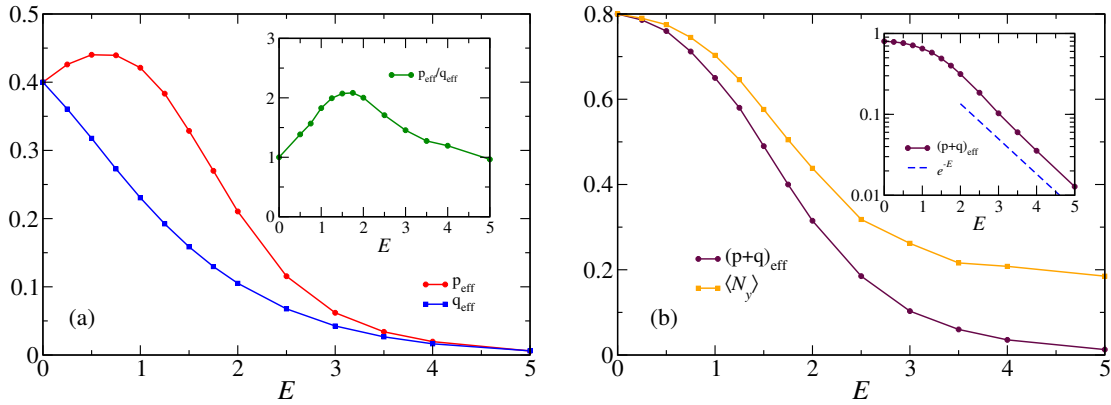 0.5
0.4
0.3
0.2
0.1
0
0 1 2 3 4 5
E
(a)
p_eff
q_eff
3
2
1
0
0 1 2 3 4 5
E
p_eff/q_eff
0.8
0.6
0.4
0.2
0
0 1 2 3 4 5
E
(b)
(p+q)_eff
⟨N_y⟩
1
0.1
0.01
0 1 2 3 4 5
E
(p+q)_eff
e^-E